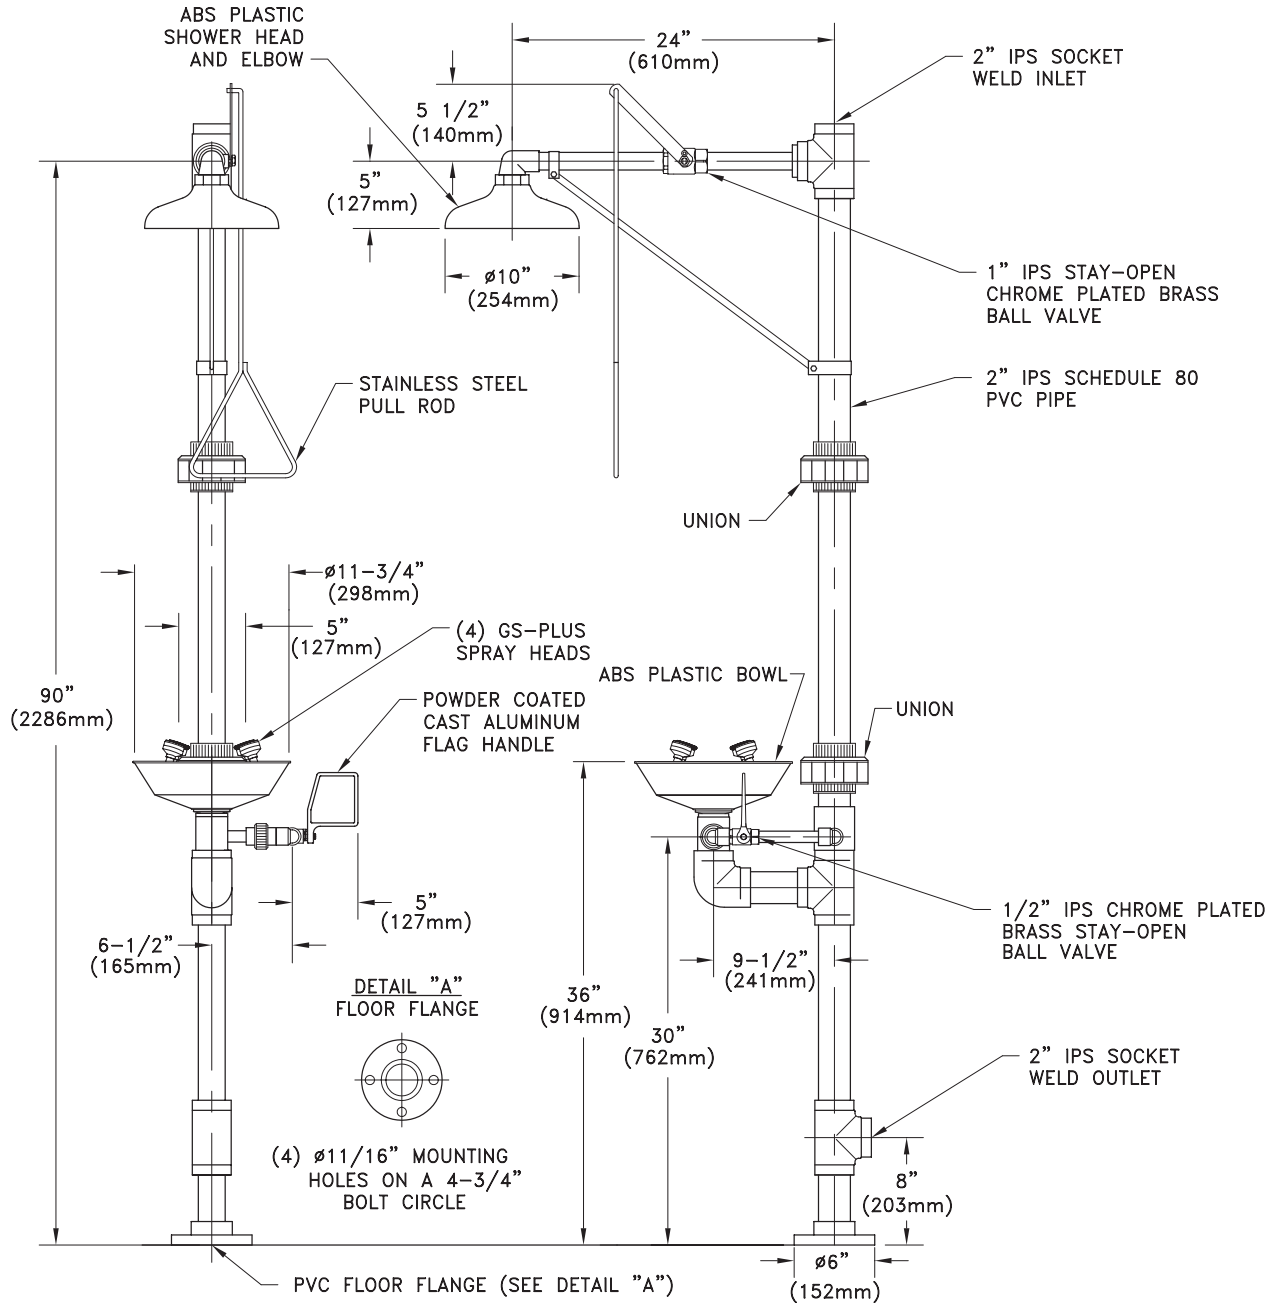 ABS PLASTIC
SHOWER HEAD
AND ELBOW
24”
(610mm)
2” IPS SOCKET
WELD INLET
5 1/2”
(140mm)
5”
(127mm)
ø10”
(254mm)
1” IPS STAY–OPEN
CHROME PLATED BRASS
BALL VALVE
STAINLESS STEEL
PULL ROD
2” IPS SCHEDULE 80
PVC PIPE
UNION
ø11–3/4”
(298mm)
5”
(127mm)
(4) GS–PLUS
SPRAY HEADS
ABS PLASTIC BOWL
90”
(2286mm)
POWDER COATED
CAST ALUMINUM
FLAG HANDLE
UNION
5”
(127mm)
6–1/2”
(165mm)
1/2” IPS CHROME PLATED
BRASS STAY–OPEN
BALL VALVE
9–1/2”
(241mm)
DETAIL ”A”
FLOOR FLANGE
36”
(914mm)
30”
(762mm)
2” IPS SOCKET
WELD OUTLET
(4) ø11/16” MOUNTING
HOLES ON A 4–3/4”
BOLT CIRCLE
8”
(203mm)
ø6”
(152mm)
PVC FLOOR FLANGE (SEE DETAIL ”A”)